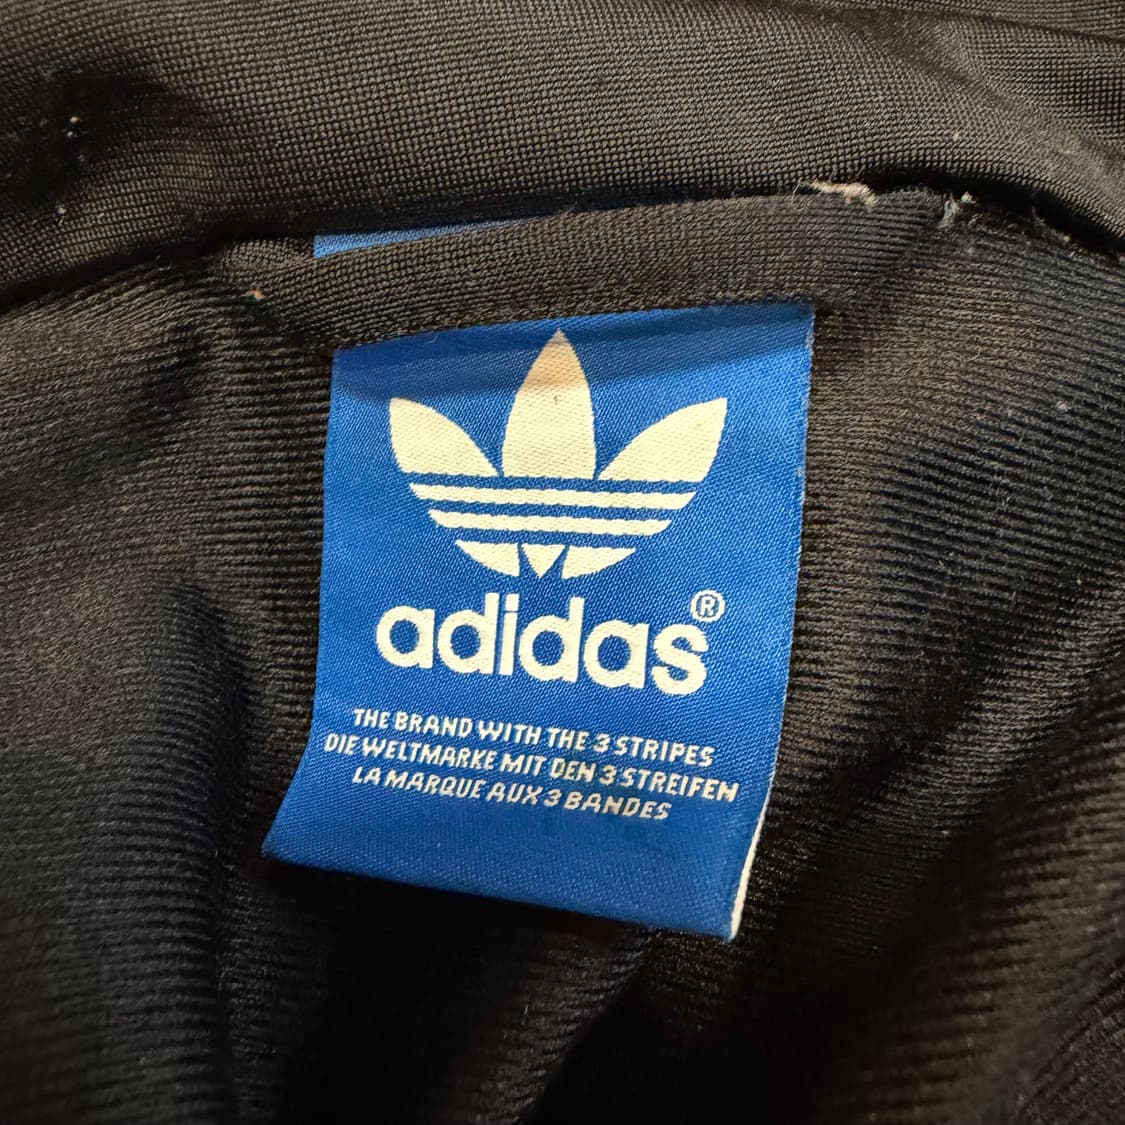 adidas®
THE BRAND WITH THE 3 STRIPES
DIE WELTMARKE MIT DEN 3 STREIFEN
LA MARQUE AUX 3 BANDES